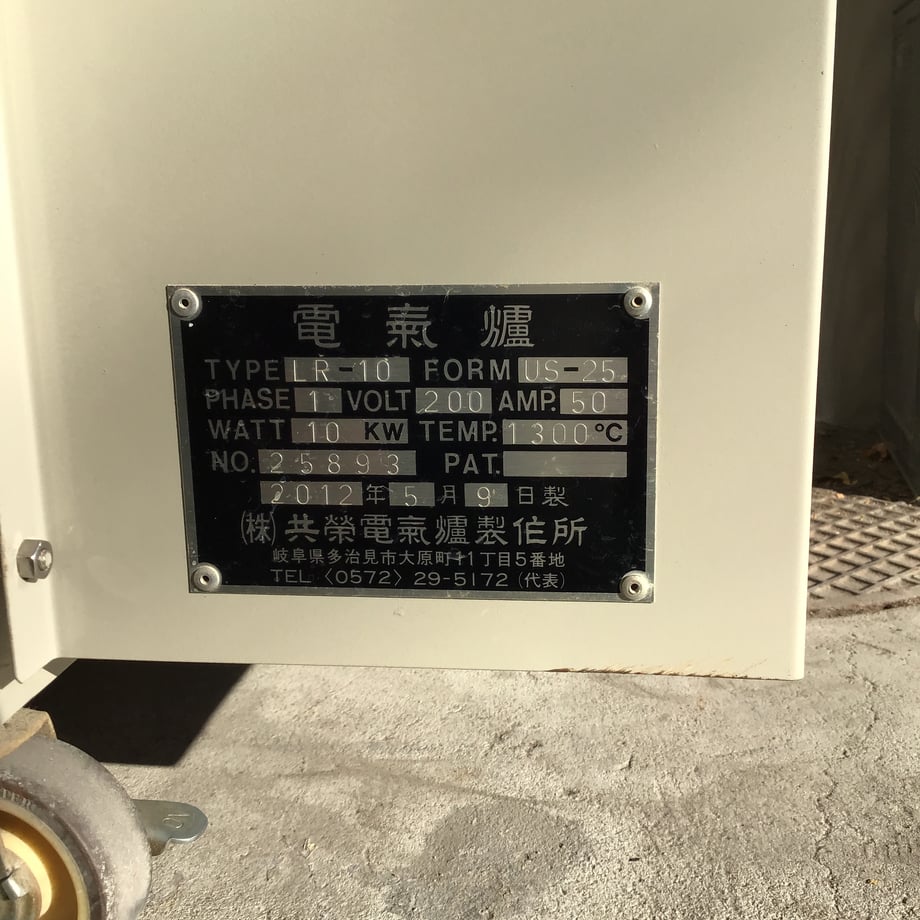 電氣爐
TYPE LR-10 FORM US-25
PHASE 1 VOLT 200 AMP. 50
WATT 10 KW TEMP. 1300°C
NO. 25893 PAT.
2012年5月9日製
㈱共榮電氣爐製作所
岐阜県多治見市大原町11丁目5番地
TEL〈0572〉29-5172(代表)